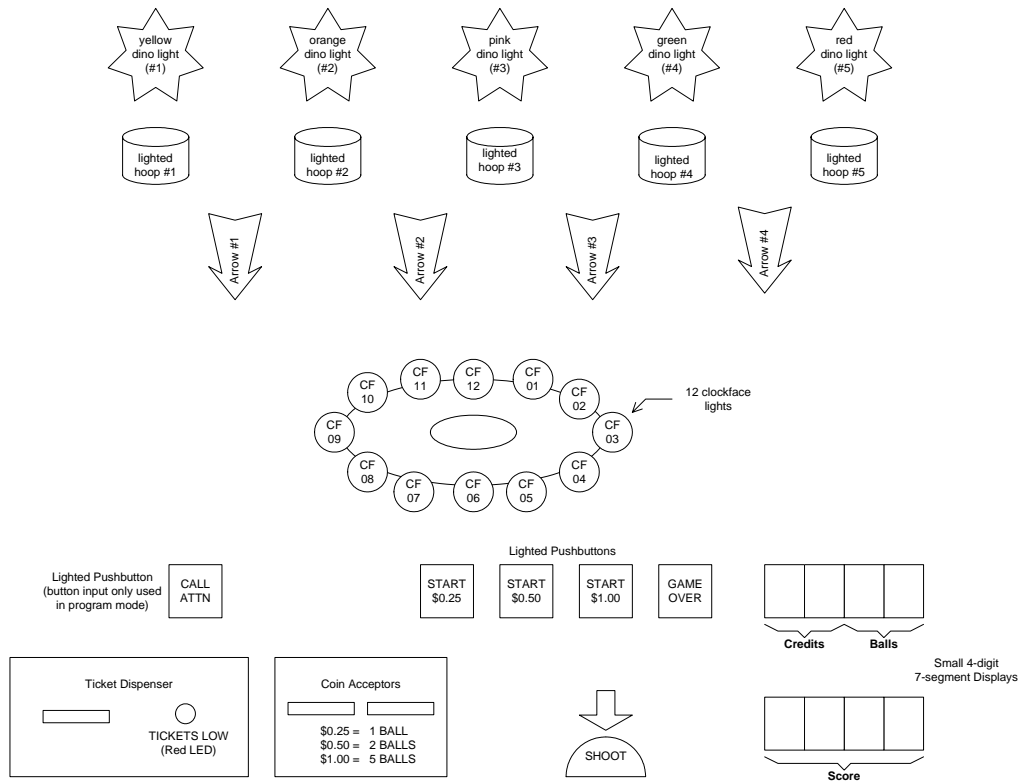 yellow
dino light
(#1)
orange
dino light
(#2)
pink
dino light
(#3)
green
dino light
(#4)
red
dino light
(#5)
lighted
hoop #1
lighted
hoop #2
lighted
hoop #3
lighted
hoop #4
lighted
hoop #5
Arrow #1
Arrow #2
Arrow #3
Arrow #4
CF
11
CF
12
CF
01
CF
10
CF
02
CF
09
CF
03
CF
08
CF
04
CF
07
CF
06
CF
05
12 clockface
lights
Lighted Pushbutton
(button input only used
in program mode)
CALL
ATTN
Lighted Pushbuttons
START
$0.25
START
$0.50
START
$1.00
GAME
OVER
Credits
Balls
Small 4-digit
7-segment Displays
Ticket Dispenser
TICKETS LOW
(Red LED)
Coin Acceptors
$0.25 = 1 BALL
$0.50 = 2 BALLS
$1.00 = 5 BALLS
SHOOT
Score